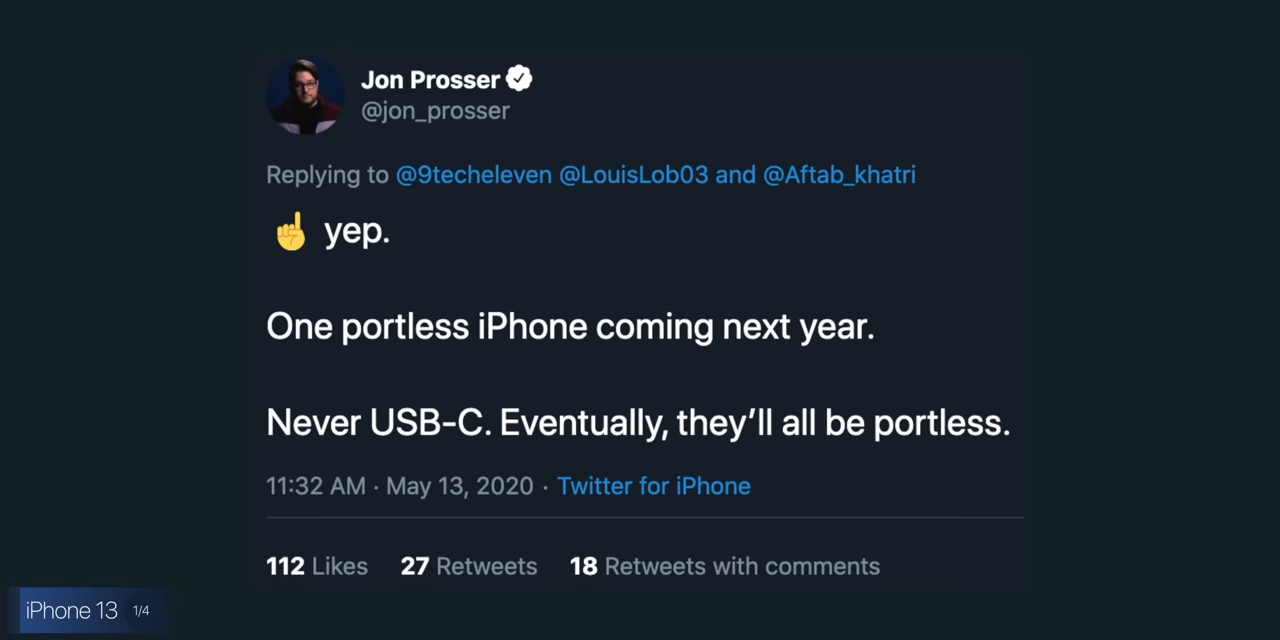 Jon Prosser
@jon_prosser
Replying to @9techeleven @LouisLob03 and @Aftab_khatri
☝️ yep.
One portless iPhone coming next year.
Never USB-C. Eventually, they’ll all be portless.
11:32 AM · May 13, 2020 · Twitter for iPhone
112 Likes 27 Retweets 18 Retweets with comments
iPhone 13 1/4